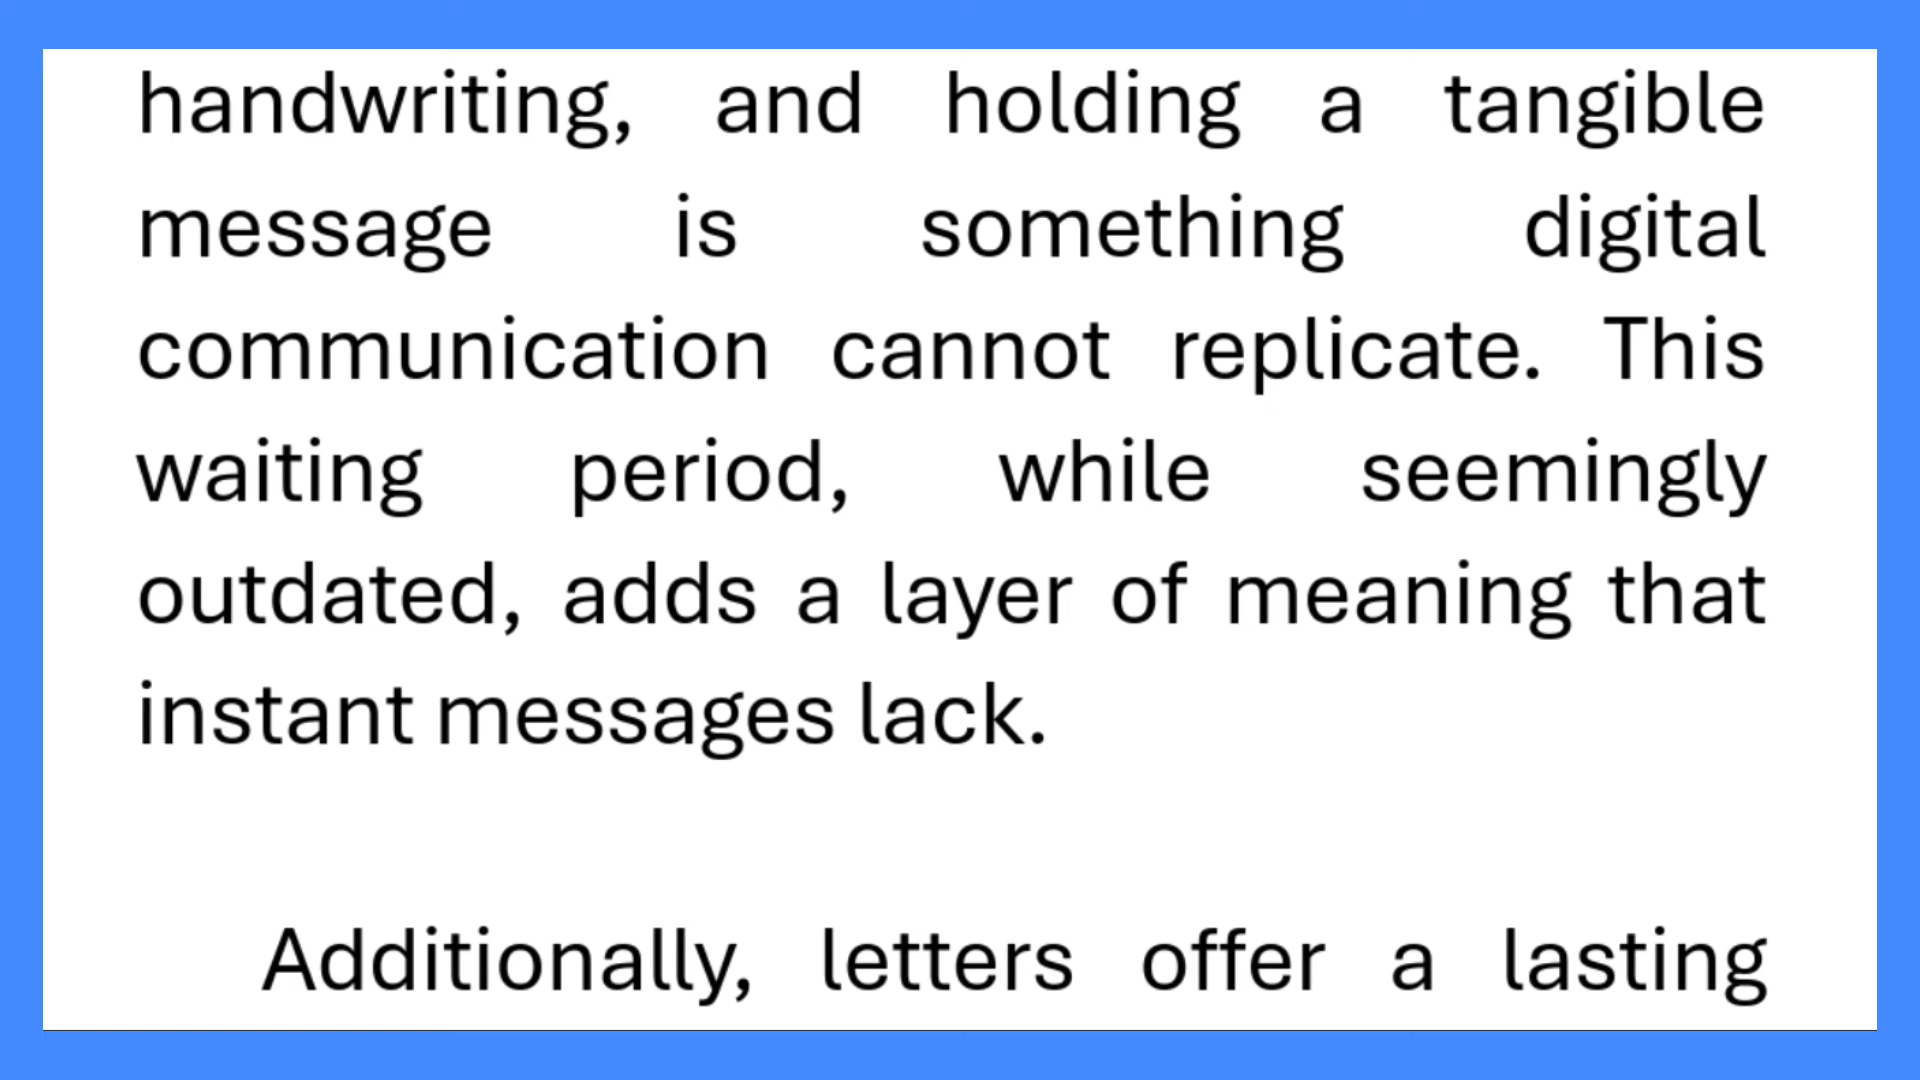 handwriting, and holding a tangible
message is something digital
communication cannot replicate. This
waiting period, while seemingly
outdated, adds a layer of meaning that
instant messages lack.
Additionally, letters offer a lasting